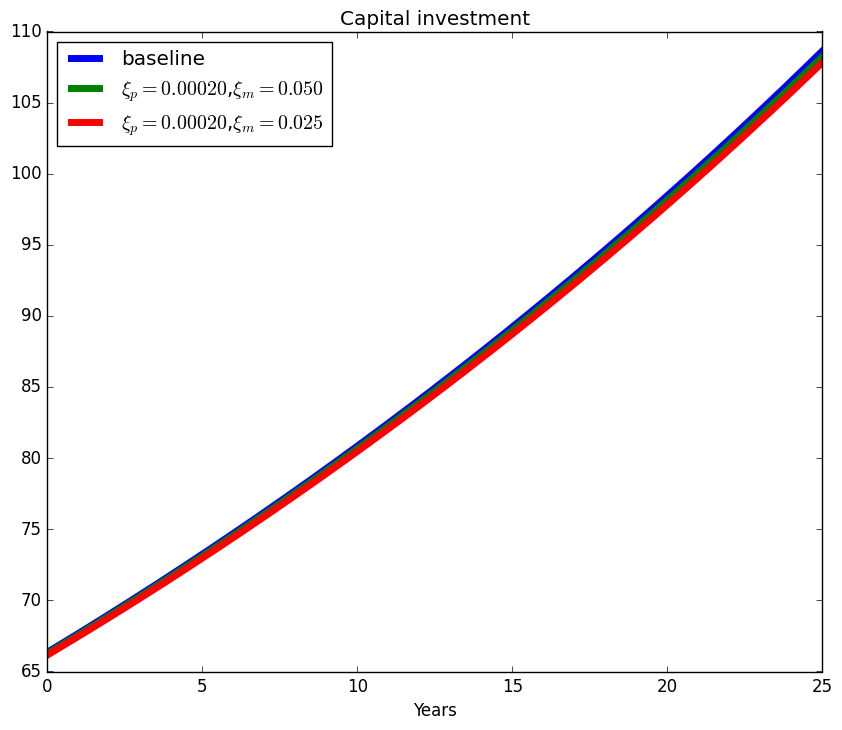 Capital investment
110
105
100
95
90
85
80
75
70
65
baseline
ξₚ = 0.00020,ξₘ = 0.050
ξₚ = 0.00020,ξₘ = 0.025
0 5 10 15 20 25
Years